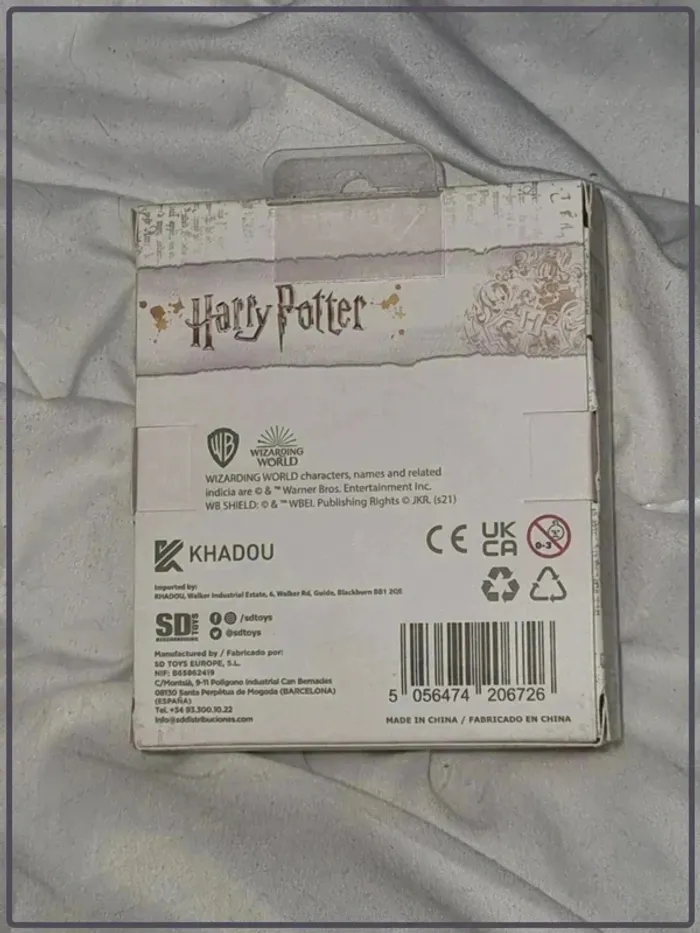 Harry Potter
WB
WIZARDING
WORLD
WIZARDING WORLD characters, names and related
indicia are © & ™ Warner Bros. Entertainment Inc.
WB SHIELD: © & ™ WBEI. Publishing Rights © JKR. (s21)
KHADOU
CE UK
CA
0-3
Imported by:
KHADOU, Walker Industrial Estate, 6, Walker Rd, Guide, Blackburn BB1 2QE
SD TOYS
MERCHANDISING
/sdtoys
@sdtoys
Manufactured by / Fabricado por:
SD TOYS EUROPE, S.L.
NIF: B65862419
C/Montsià, 9-11 Polígono Industrial Can Bernades
08130 Santa Perpètua de Mogoda (BARCELONA)
(ESPAÑA)
Tel. +34 93.300.10.22
info@sddistribuciones.com
5 056474 206726
MADE IN CHINA / FABRICADO EN CHINA